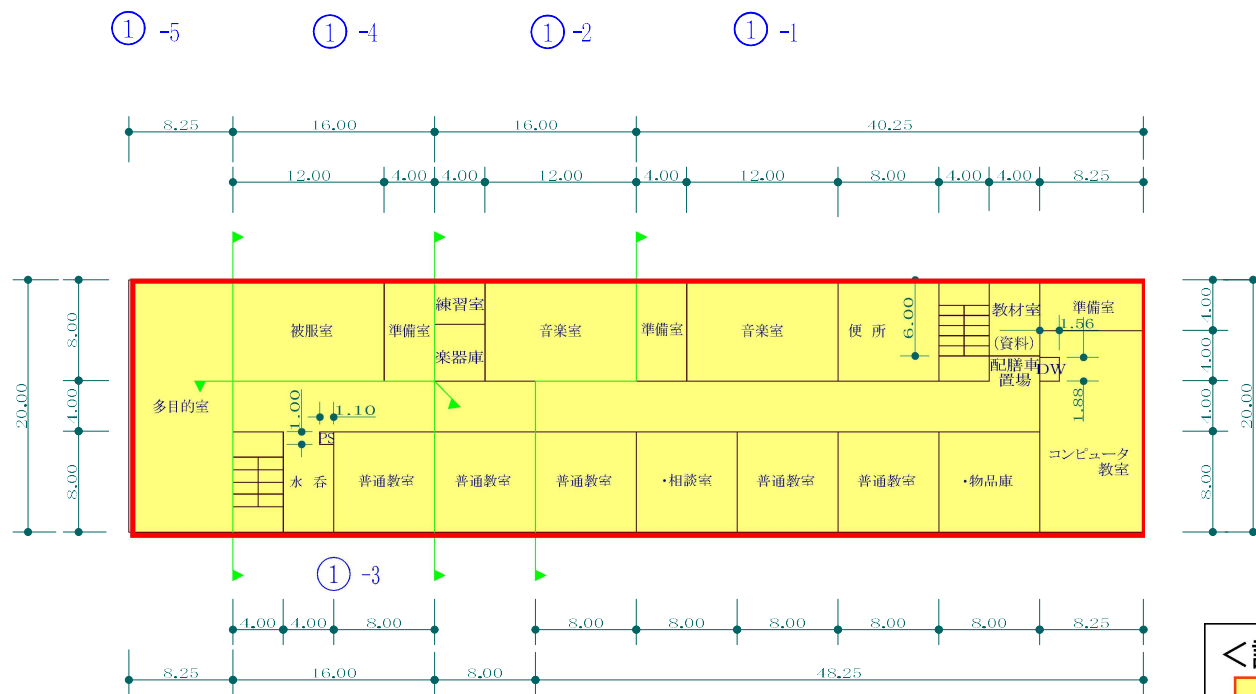 ① -5 ① -4 ① -2 ① -1
8.25 16.00 16.00 40.25
12.00 4.00 4.00 12.00 4.00 12.00 8.00 4.00 4.00 8.25
20.00
8.00
4.00
8.00
被服室
準備室
練習室
楽器庫
音楽室
準備室
音楽室
便 所
6.00
教材室
(資料)
準備室
1.56
配膳車
置場
DW
1.88
多目的室
1.00
1.10
PS
水 呑
普通教室
普通教室
普通教室
・相談室
普通教室
普通教室
・物品庫
コンピュータ
教室
4.00
4.00
4.00
8.00
20.00
① -3
4.00 4.00 8.00 8.00 8.00 8.00 8.00 8.00 8.25
8.25 16.00 8.00 48.25